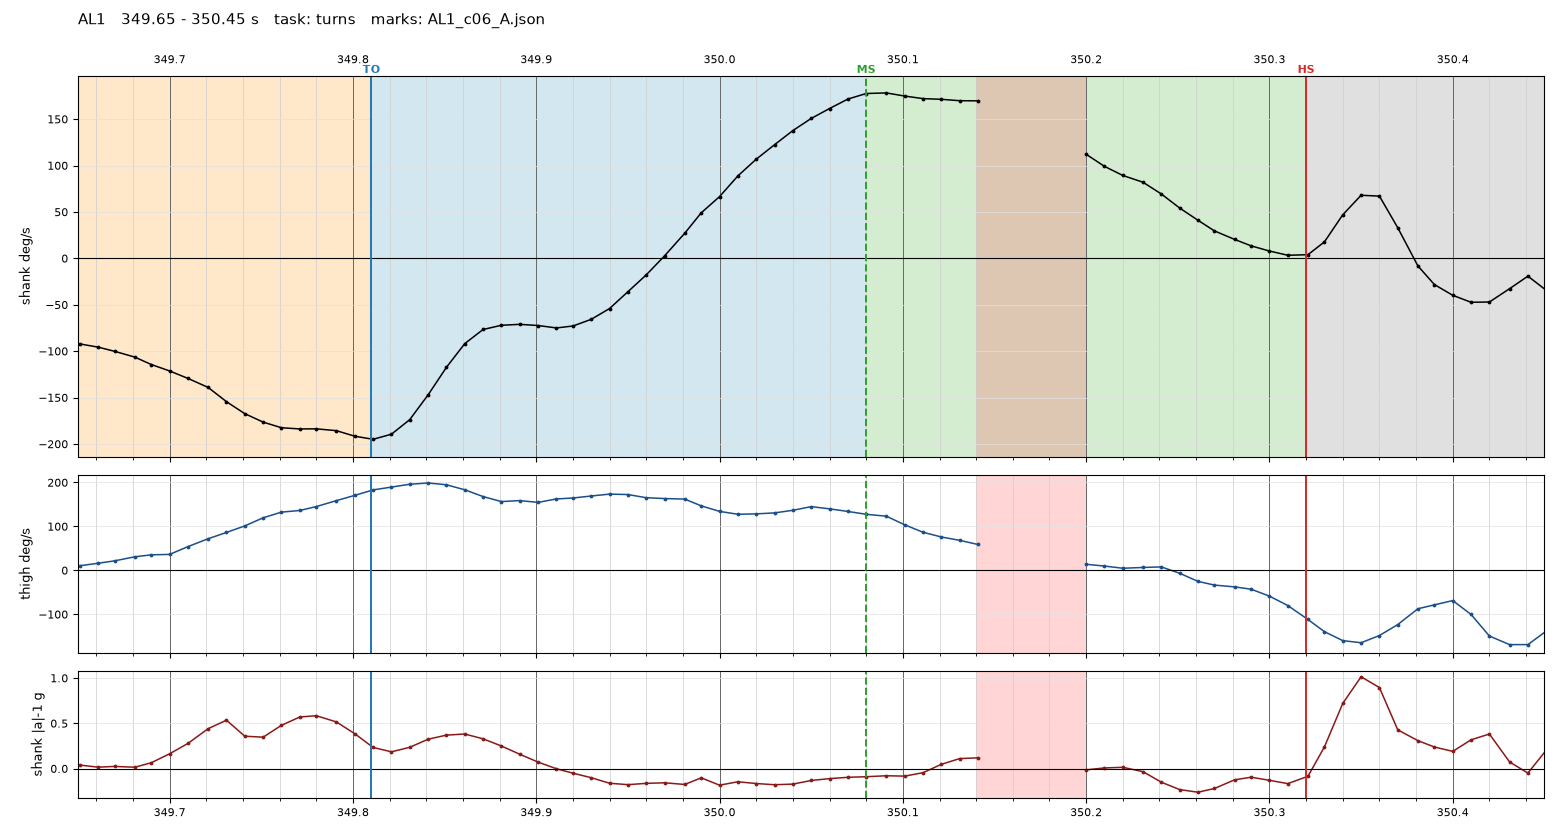 AL1   349.65 - 350.45 s   task: turns   marks: AL1_c06_A.json
349.7 349.8 349.9 350.0 350.1 350.2 350.3 350.4
TO MS HS
shank deg/s
150
100
50
0
−50
−100
−150
−200
thigh deg/s
200
100
0
−100
shank |a|-1 g
1.0
0.5
0.0
349.7 349.8 349.9 350.0 350.1 350.2 350.3 350.4